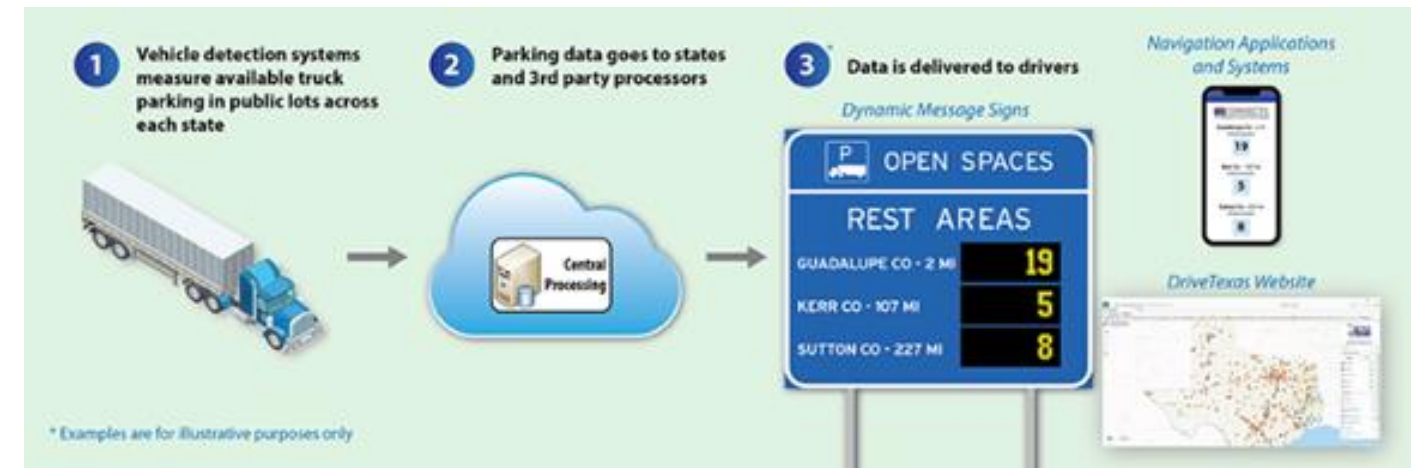 1
Vehicle detection systems
measure available truck
parking in public lots across
each state
2
Parking data goes to states
and 3rd party processors
Central
Processing
3
*
Data is delivered to drivers
Dynamic Message Signs
P
OPEN SPACES
REST AREAS
GUADALUPE CO - 2 MI 19
KERR CO - 107 MI 5
SUTTON CO - 227 MI 8
Navigation Applications
and Systems
19
5
8
DriveTexas Website
* Examples are for illustrative purposes only